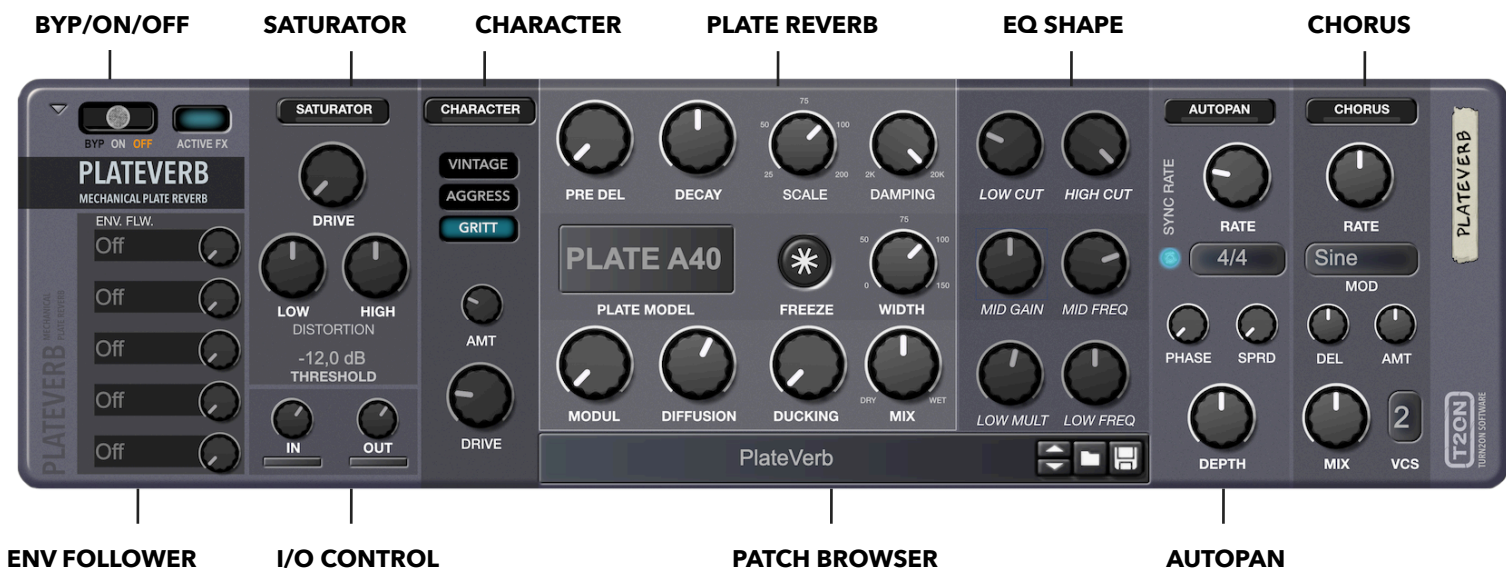 BYP/ON/OFF
SATURATOR
CHARACTER
PLATE REVERB
EQ SHAPE
CHORUS
BYP ON OFF
ACTIVE FX
PLATEVERB
MECHANICAL PLATE REVERB
ENV. FLW.
Off
Off
Off
Off
Off
PLATEVERB
MECHANICAL
PLATE REVERB
SATURATOR
DRIVE
LOW
HIGH
DISTORTION
-12,0 dB
THRESHOLD
IN
OUT
CHARACTER
VINTAGE
AGGRESS
GRITT
AMT
DRIVE
PRE DEL
DECAY
75
50
100
25
200
SCALE
2K
20K
DAMPING
PLATE A40
PLATE MODEL
FREEZE
75
50
100
0
150
WIDTH
MODUL
DIFFUSION
DUCKING
DRY
WET
MIX
PlateVerb
LOW CUT
HIGH CUT
MID GAIN
MID FREQ
LOW MULT
LOW FREQ
AUTOPAN
SYNC RATE
RATE
4/4
PHASE
SPRD
DEPTH
CHORUS
RATE
Sine
MOD
DEL
AMT
MIX
2
VCS
PLATEVERB
T2ON
TURN2ON SOFTWARE
ENV FOLLOWER
I/O CONTROL
PATCH BROWSER
AUTOPAN